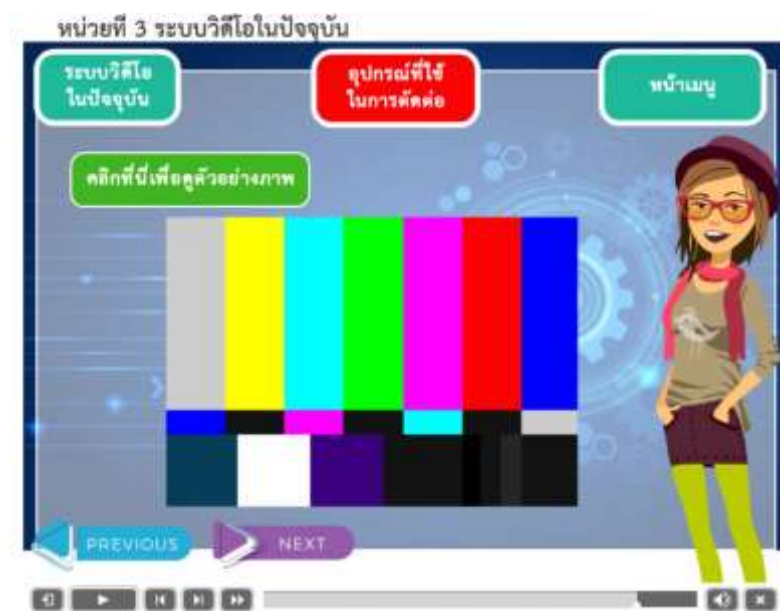 หน่วยที่ 3 ระบบวิดีโอในปัจจุบัน
ระบบวิดีโอ
ในปัจจุบัน
อุปกรณ์ที่ใช้
ในการตัดต่อ
หน้าเมนู
คลิกที่นี่เพื่อดูตัวอย่างภาพ
PREVIOUS
NEXT